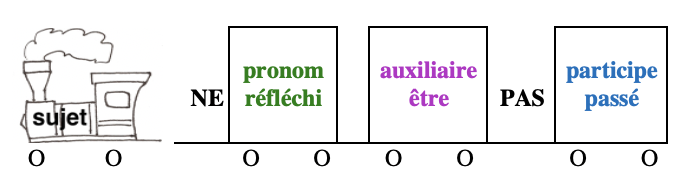 sujet
NE
pronom
réfléchi
auxiliaire
être
PAS
participe
passé
O O O O O O O O